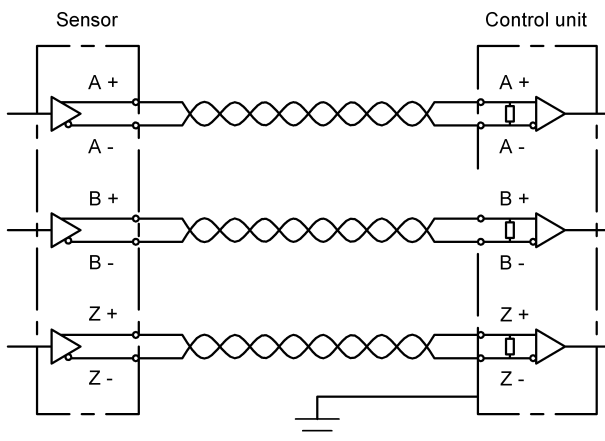 Sensor Control unit
A + A +
A - A -
B + B +
B - B -
Z + Z +
Z - Z -